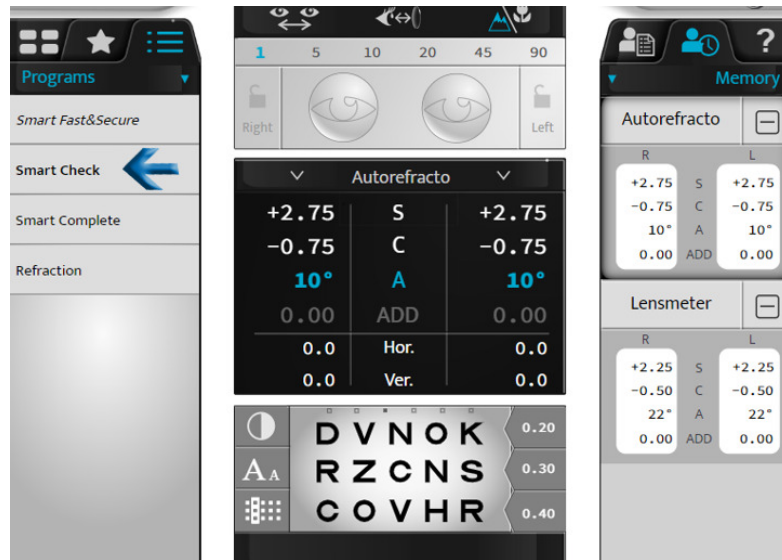 Programs
Smart Fast&Secure
Smart Check
Smart Complete
Refraction
1 5 10 20 45 90
Right Left
Autorefracto
+2.75 S +2.75
-0.75 C -0.75
10° A 10°
0.00 ADD 0.00
0.0 Hor. 0.0
0.0 Ver. 0.0
D V N O K 0.20
A A R Z C N S 0.30
C O V H R 0.40
?
Memory
Autorefracto
R L
+2.75 S +2.75
-0.75 C -0.75
10° A 10°
0.00 ADD 0.00
Lensmeter
R L
+2.25 S +2.25
-0.50 C -0.50
22° A 22°
0.00 ADD 0.00